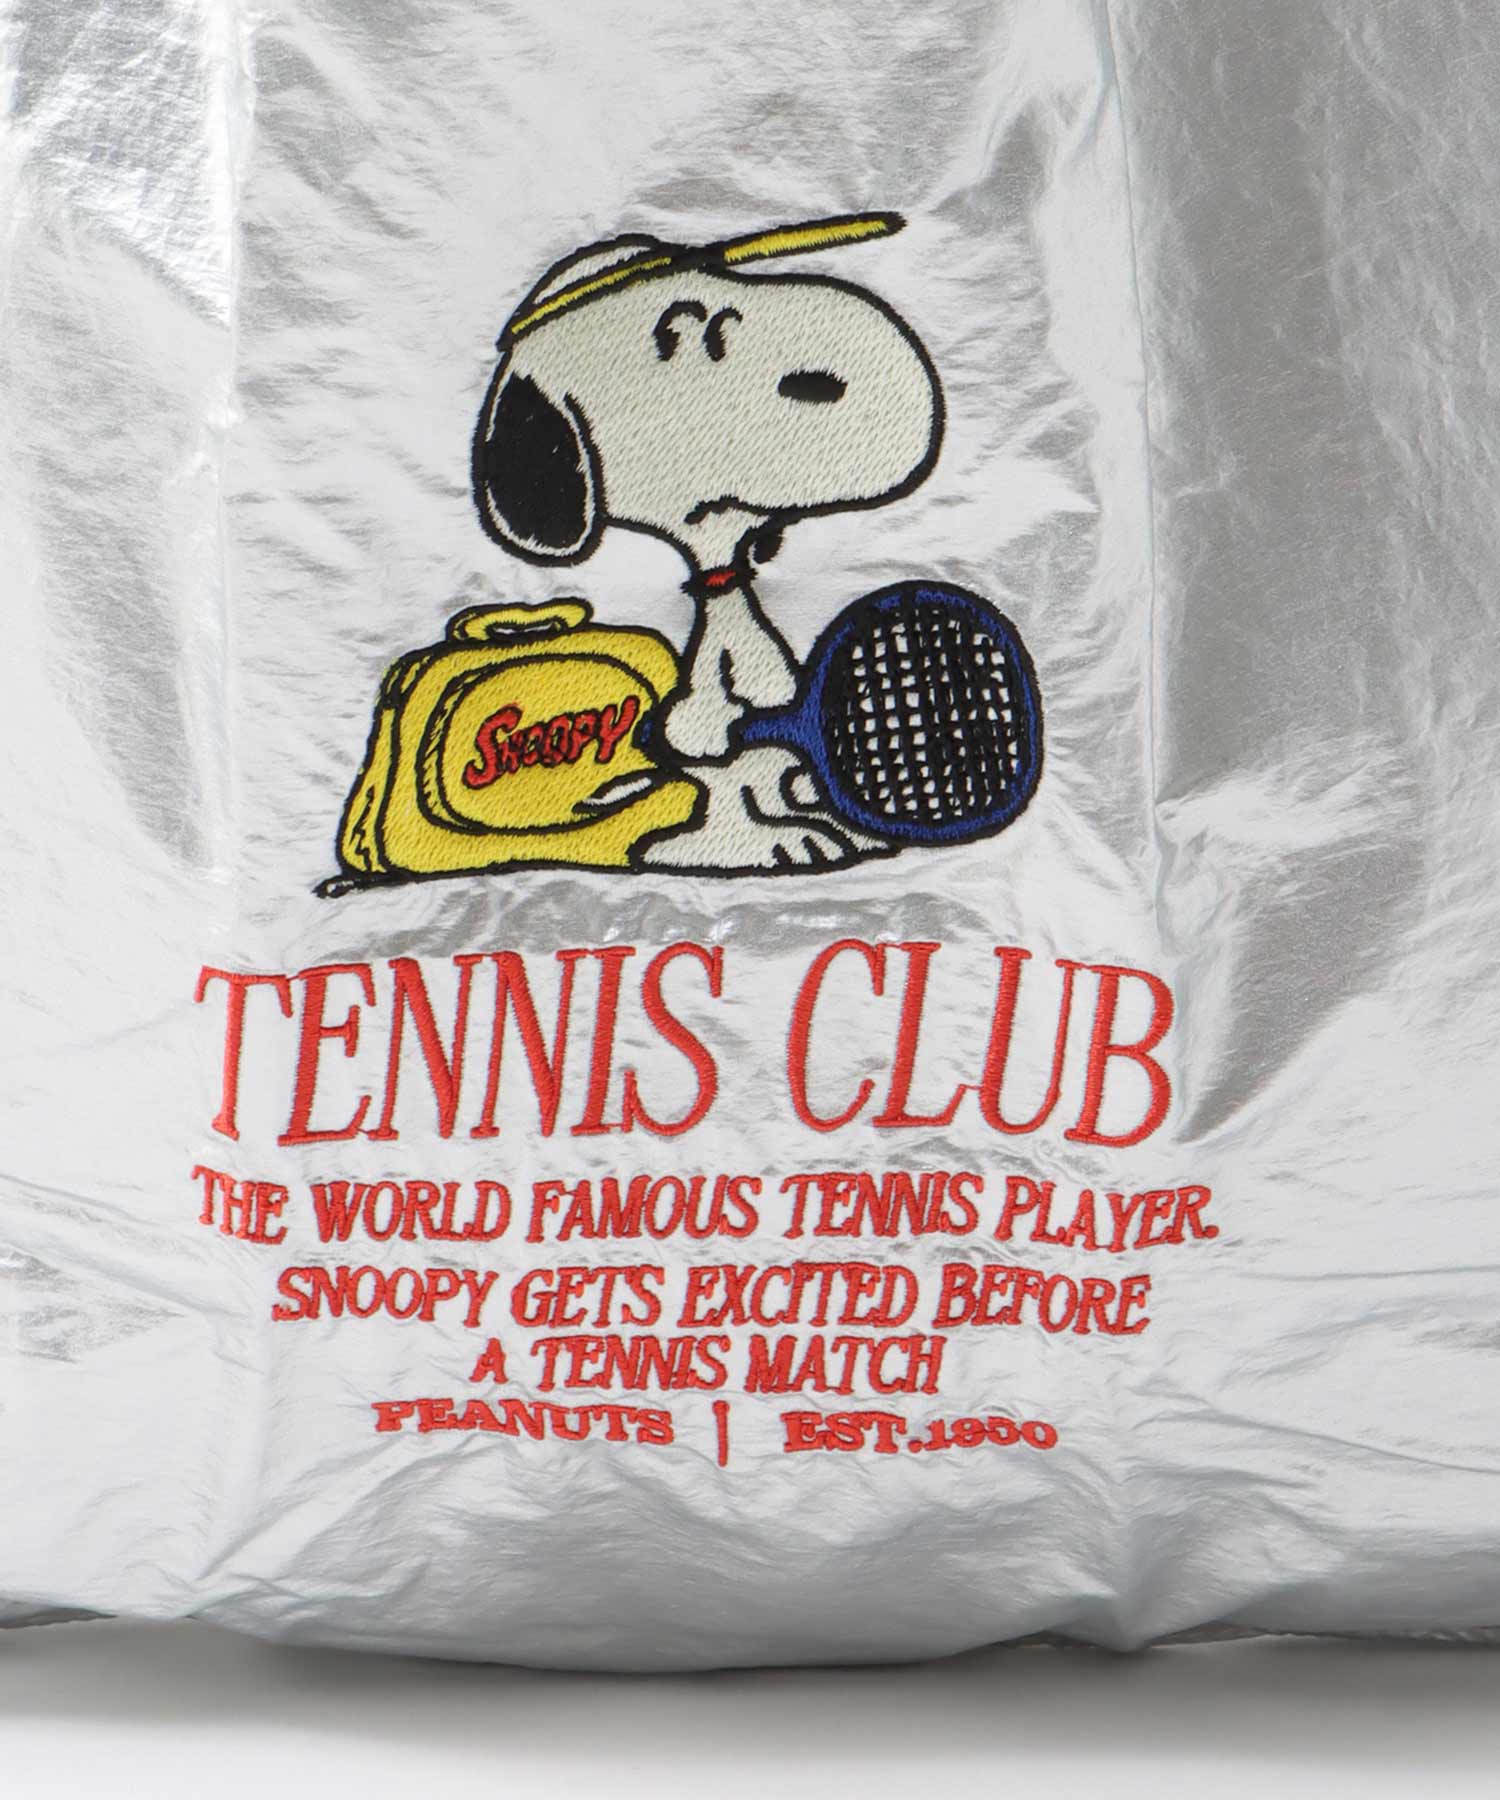 SNOOPY
TENNIS CLUB
THE WORLD FAMOUS TENNIS PLAYER.
SNOOPY GETS EXCITED BEFORE
A TENNIS MATCH
PEANUTS | EST.1950